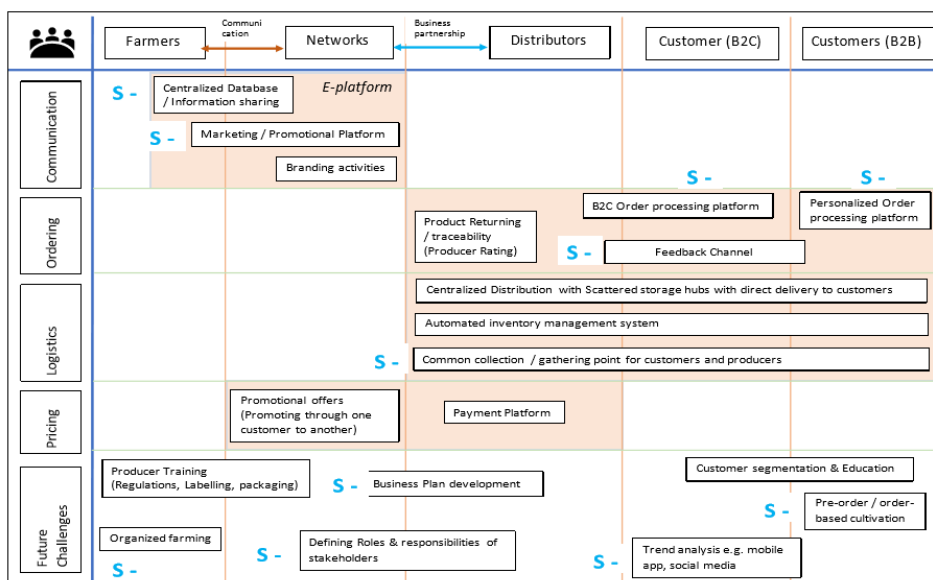 Communi
cation
Business
partnership
Farmers
Networks
Distributors
Customer (B2C)
Customers (B2B)
Communication
S -
Centralized Database
/ Information sharing
E-platform
S -
Marketing / Promotional Platform
Branding activities
S -
S -
Ordering
Product Returning
/ traceability
(Producer Rating)
B2C Order processing platform
Personalized Order
processing platform
S -
Feedback Channel
Logistics
Centralized Distribution with Scattered storage hubs with direct delivery to customers
Automated inventory management system
S -
Common collection / gathering point for customers and producers
Pricing
Promotional offers
(Promoting through one
customer to another)
Payment Platform
Future
Challenges
Producer Training
(Regulations, Labelling, packaging)
S -
Business Plan development
Customer segmentation & Education
S -
Pre-order / order-
based cultivation
Organized farming
S -
S -
Defining Roles & responsibilities of
stakeholders
S -
Trend analysis e.g. mobile
app, social media